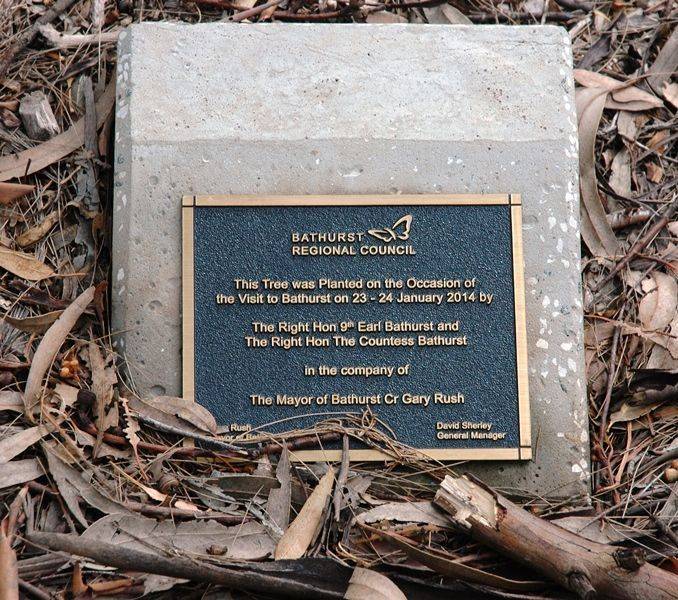 BATHURST
REGIONAL COUNCIL
This Tree was Planted on the Occasion of
the Visit to Bathurst on 23 - 24 January 2014 by
The Right Hon 9th Earl Bathurst and
The Right Hon The Countess Bathurst
in the company of
The Mayor of Bathurst Cr Gary Rush
Rush
David Sherley
General Manager